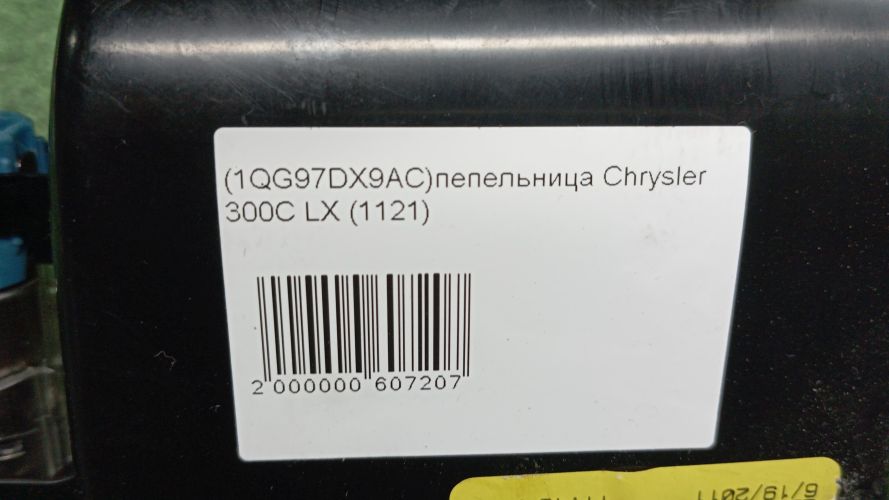 (1QG97DX9AC)пепельница Chrysler
300C LX (1121)
2 000000 607207
6/19/2011